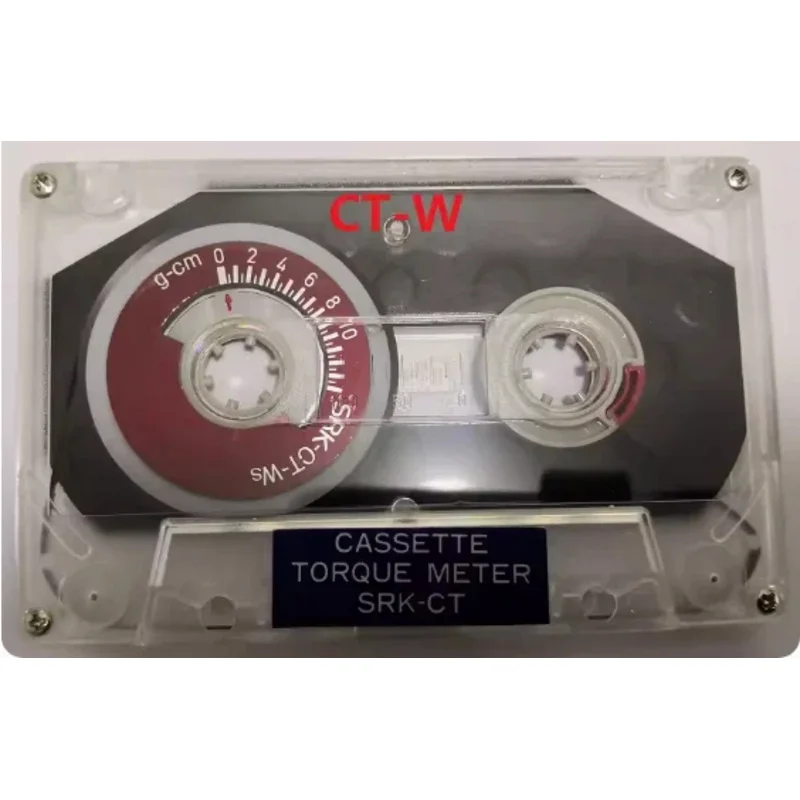 CT-W
g-cm 0 2 4 6 8 10
SRK-CT-Ws
CASSETTE
TORQUE METER
SRK-CT